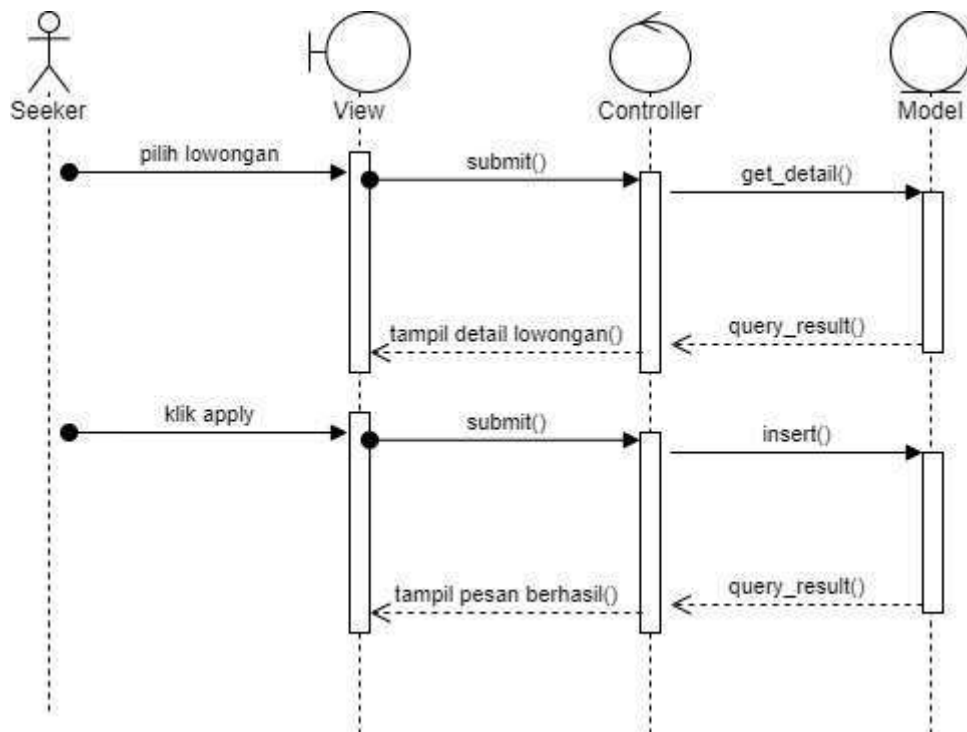 Seeker
View
Controller
Model
pilih lowongan
submit()
get_detail()
tampil detail lowongan()
query_result()
klik apply
submit()
insert()
tampil pesan berhasil()
query_result()